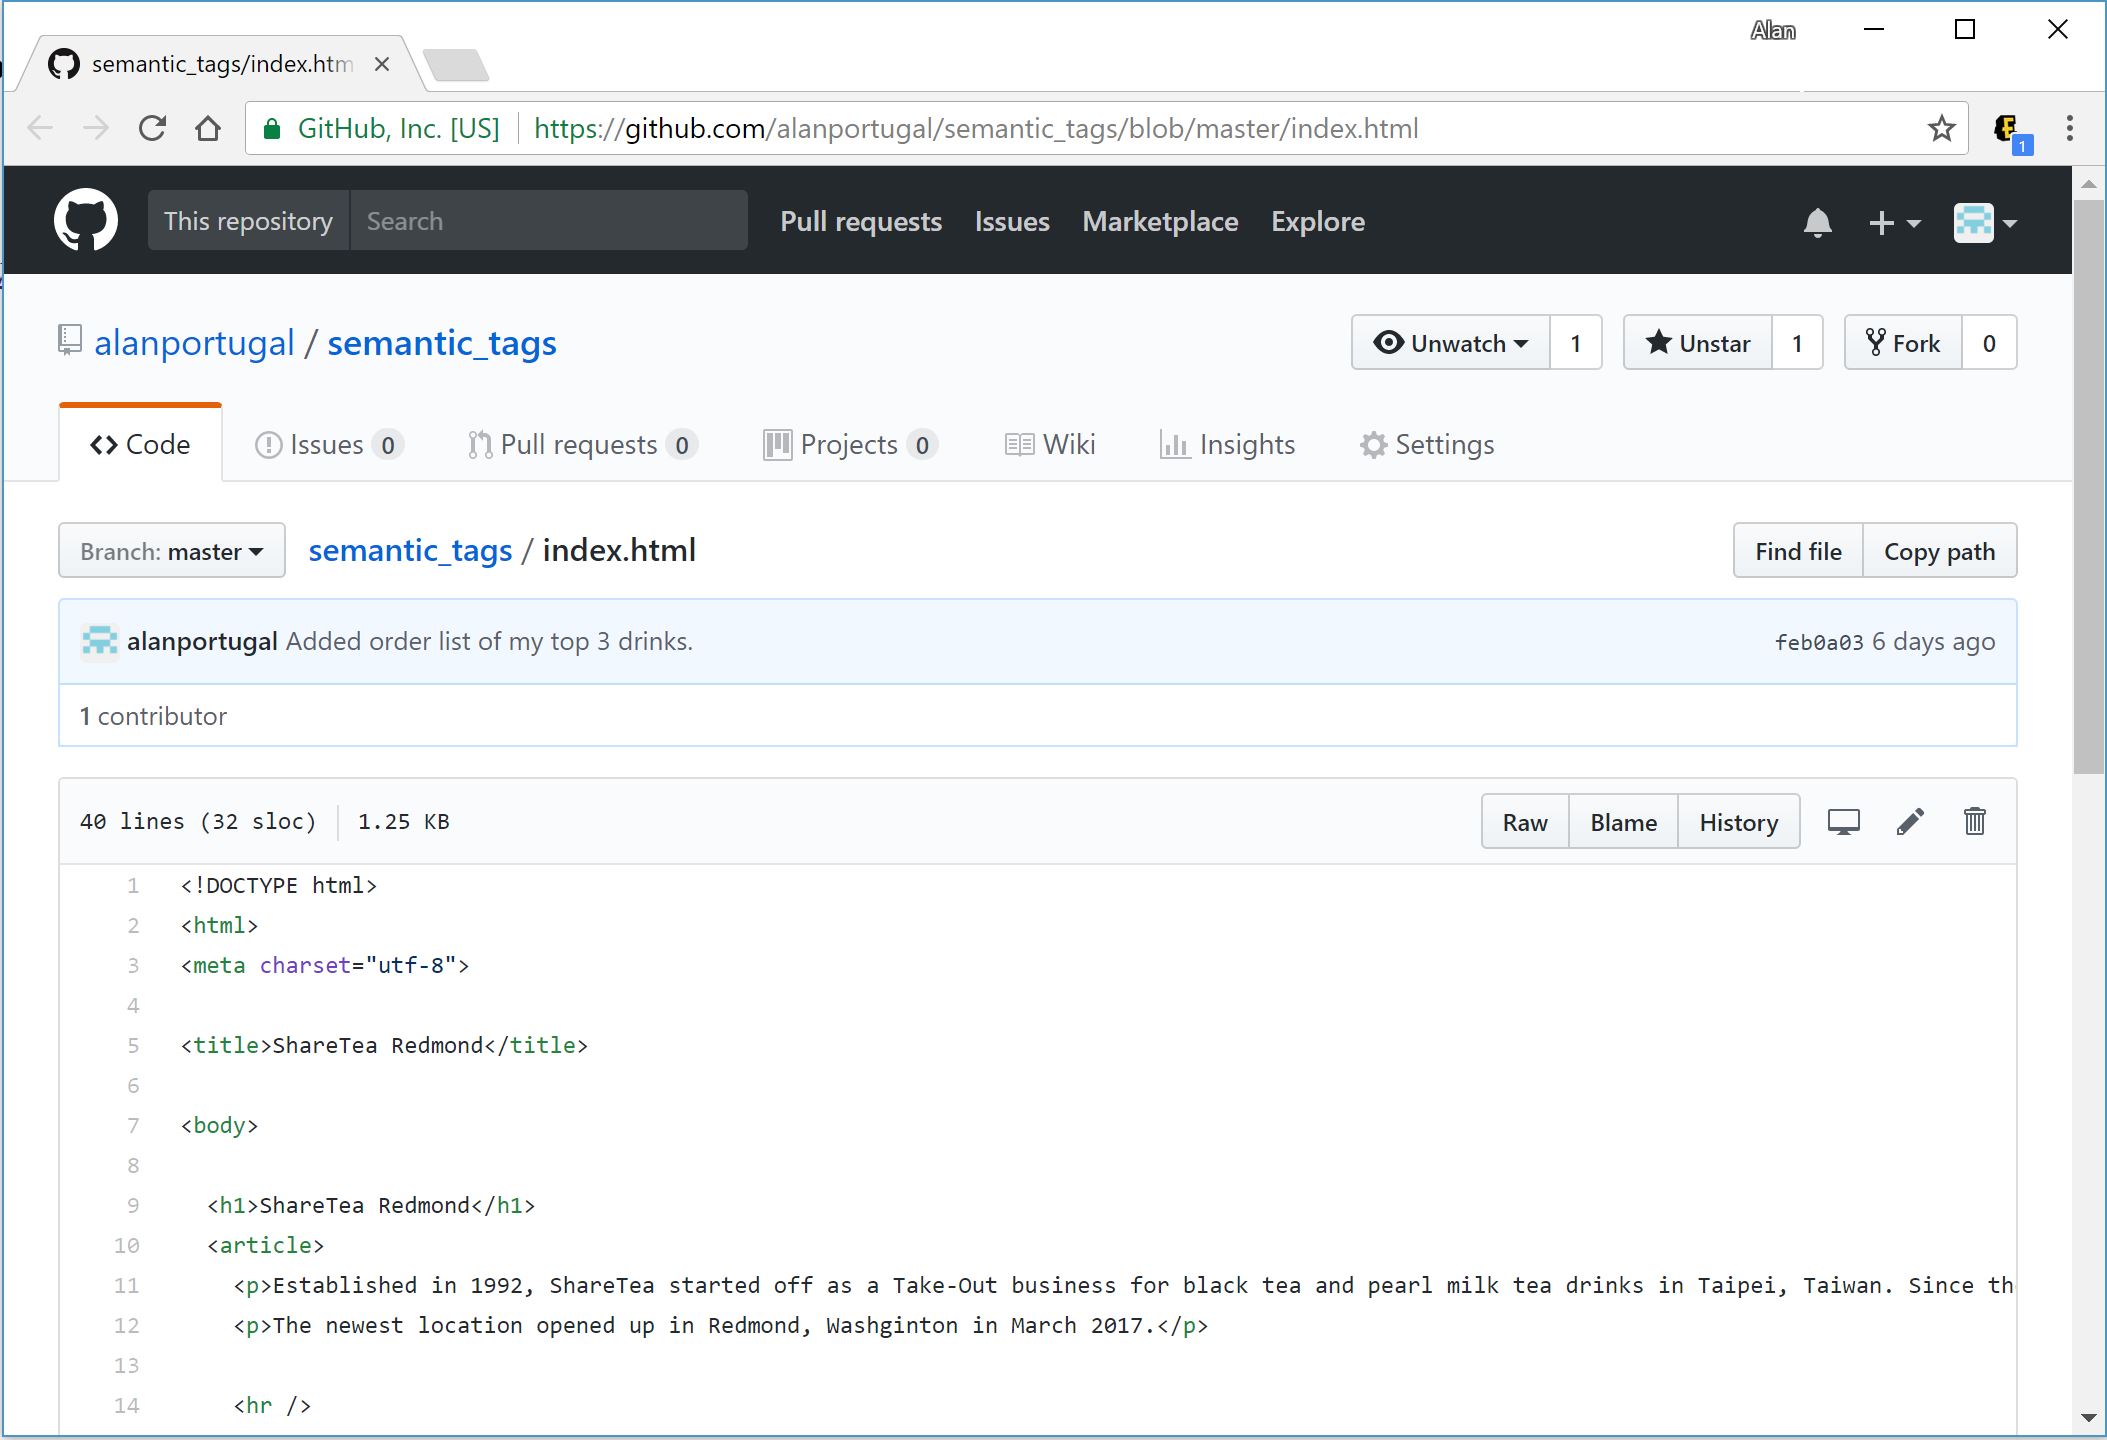 Alan
semantic_tags/index.htm
GitHub, Inc. [US] https://github.com/alanportugal/semantic_tags/blob/master/index.html
1
This repository Search Pull requests Issues Marketplace Explore
alanportugal / semantic_tags Unwatch 1 Unstar 1 Fork 0
Code Issues 0 Pull requests 0 Projects 0 Wiki Insights Settings
Branch: master semantic_tags / index.html Find file Copy path
alanportugal Added order list of my top 3 drinks. feb0a03 6 days ago
1 contributor
40 lines (32 sloc) 1.25 KB Raw Blame History
1 <!DOCTYPE html>
2 <html>
3 <meta charset="utf-8">
4
5 <title>ShareTea Redmond</title>
6
7 <body>
8
9 <h1>ShareTea Redmond</h1>
10 <article>
11 <p>Established in 1992, ShareTea started off as a Take-Out business for black tea and pearl milk tea drinks in Taipei, Taiwan. Since th
12 <p>The newest location opened up in Redmond, Washginton in March 2017.</p>
13
14 <hr />